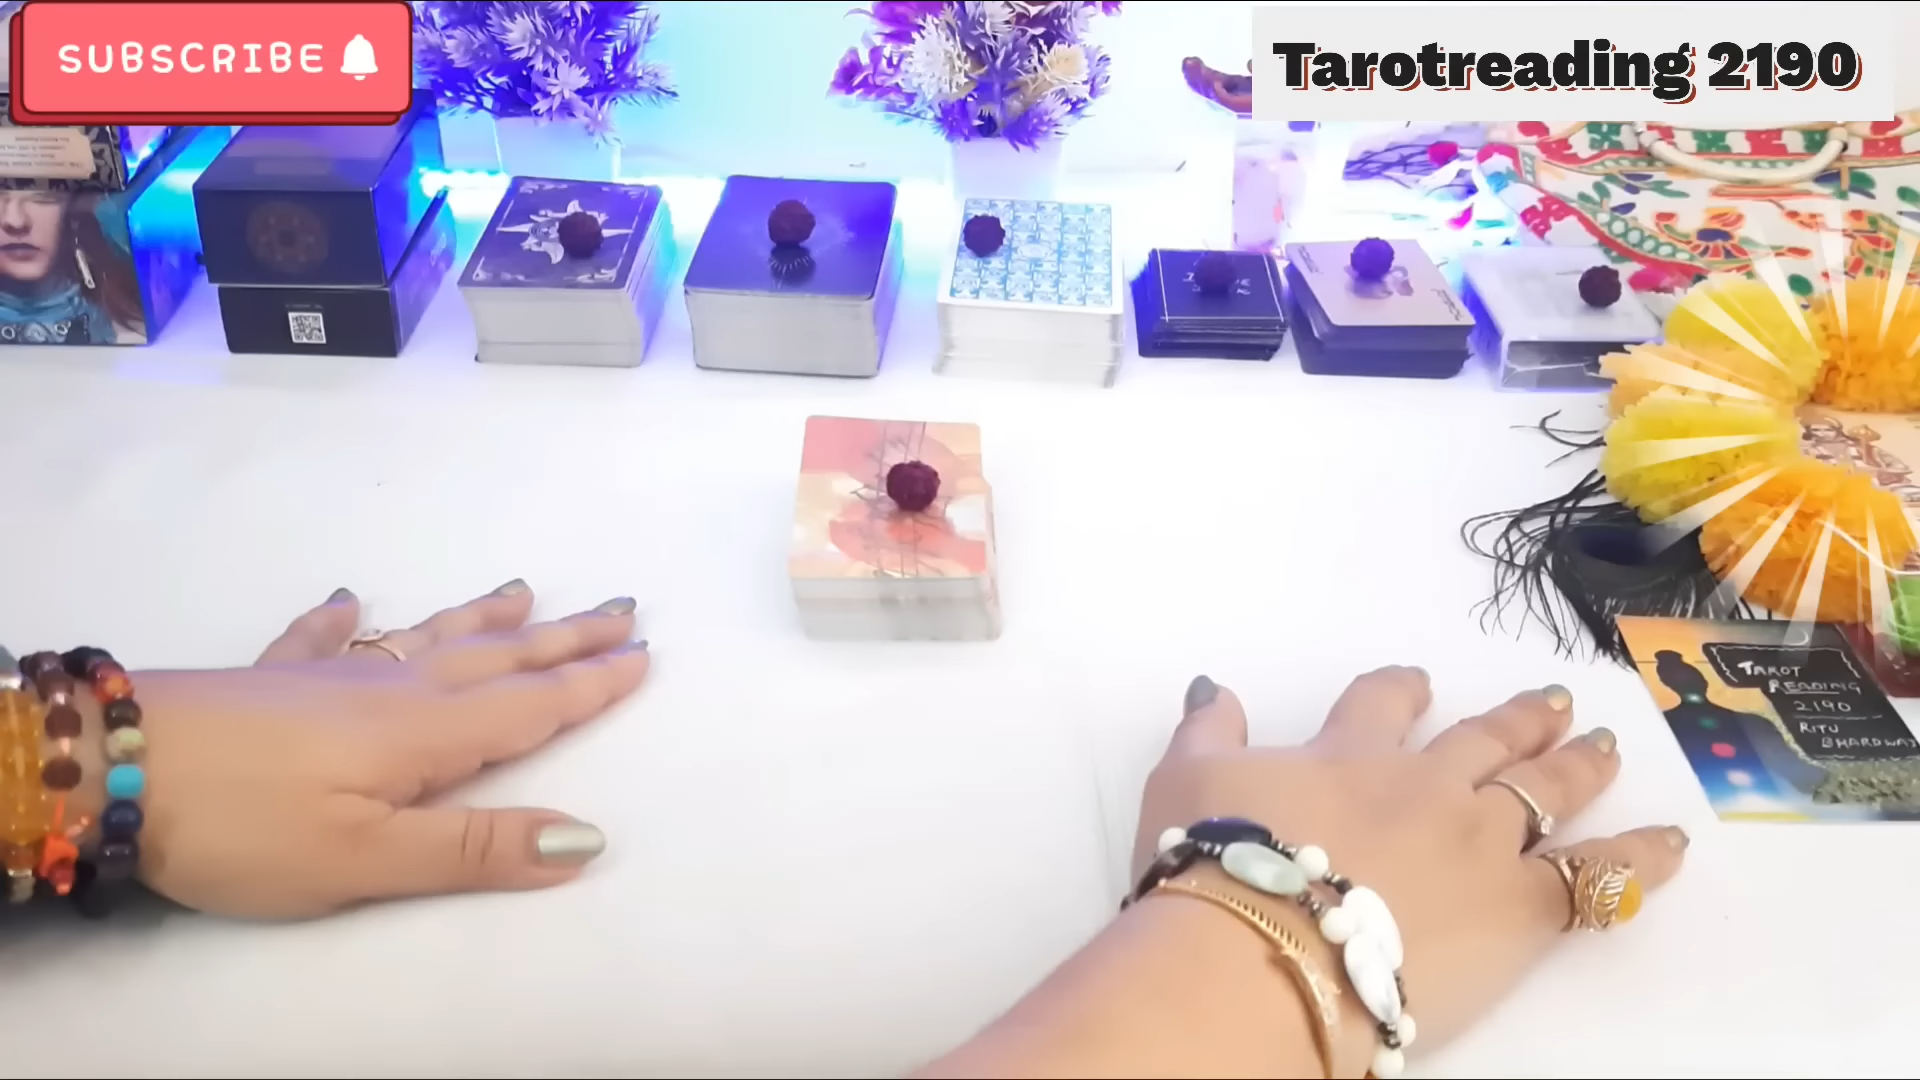 SUBSCRIBE
Tarotreading 2190
TAROT
READING
2190
RITU
BHARDWAJ